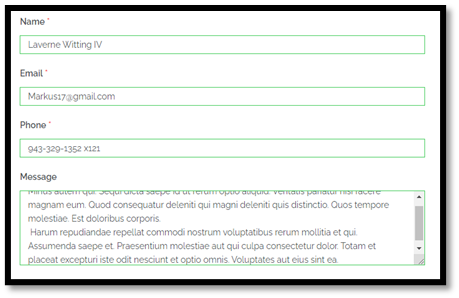 Name *
Laverne Witting IV
Email *
Markus17@gmail.com
Phone *
943-329-1352 x121
Message
Minus autem qui. Sequi dicta saepe id ut rerum optio aliquid. Veritatis pariatur nisi facere
magnam eum. Quod consequatur deleniti qui magni deleniti quis distinctio. Quos tempore
molestiae. Est doloribus corporis.
Harum repudiandae repellat commodi nostrum voluptatibus rerum mollitia et qui.
Assumenda saepe et. Praesentium molestiae aut qui culpa consectetur dolor. Totam et
placeat excepturi iste odit nesciunt et optio omnis. Voluptates aut eius sint ea.